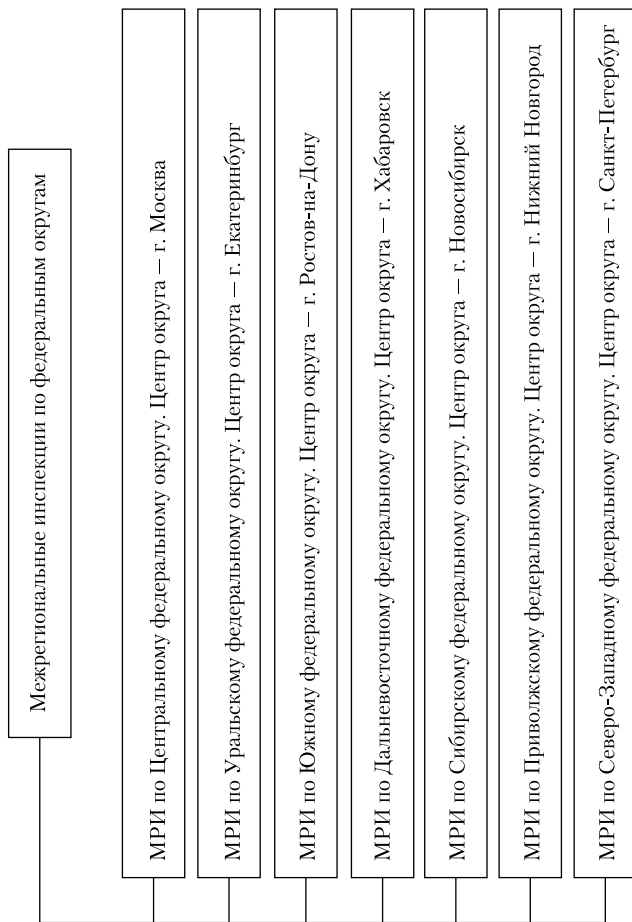 Межрегиональные инспекции по федеральным округам
МРИ по Центральному федеральному округу. Центр округа — г. Москва
МРИ по Уральскому федеральному округу. Центр округа — г. Екатеринбург
МРИ по Южному федеральному округу. Центр округа — г. Ростов-на-Дону
МРИ по Дальневосточному федеральному округу. Центр округа — г. Хабаровск
МРИ по Сибирскому федеральному округу. Центр округа — г. Новосибирск
МРИ по Приволжскому федеральному округу. Центр округа — г. Нижний Новгород
МРИ по Северо-Западному федеральному округу. Центр округа — г. Санкт-Петербург